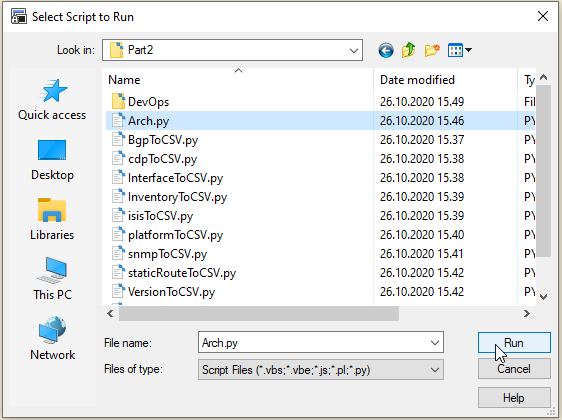 Select Script to Run
Look in: Part2
Name Date modified Ty
DevOps 26.10.2020 15.49 Fil
Arch.py 26.10.2020 15.46 PY
BgpToCSV.py 26.10.2020 15.37 PY
cdpToCSV.py 26.10.2020 15.38 PY
InterfaceToCSV.py 26.10.2020 15.38 PY
InventoryToCSV.py 26.10.2020 15.39 PY
isisToCSV.py 26.10.2020 15.39 PY
platformToCSV.py 26.10.2020 15.40 PY
snmpToCSV.py 26.10.2020 15.41 PY
staticRouteToCSV.py 26.10.2020 15.42 PY
VersionToCSV.py 26.10.2020 15.42 PY
Quick access
Desktop
Libraries
This PC
Network
File name: Arch.py Run
Files of type: Script Files (*.vbs;*.vbe;*.js;*.pl;*.py) Cancel
Help